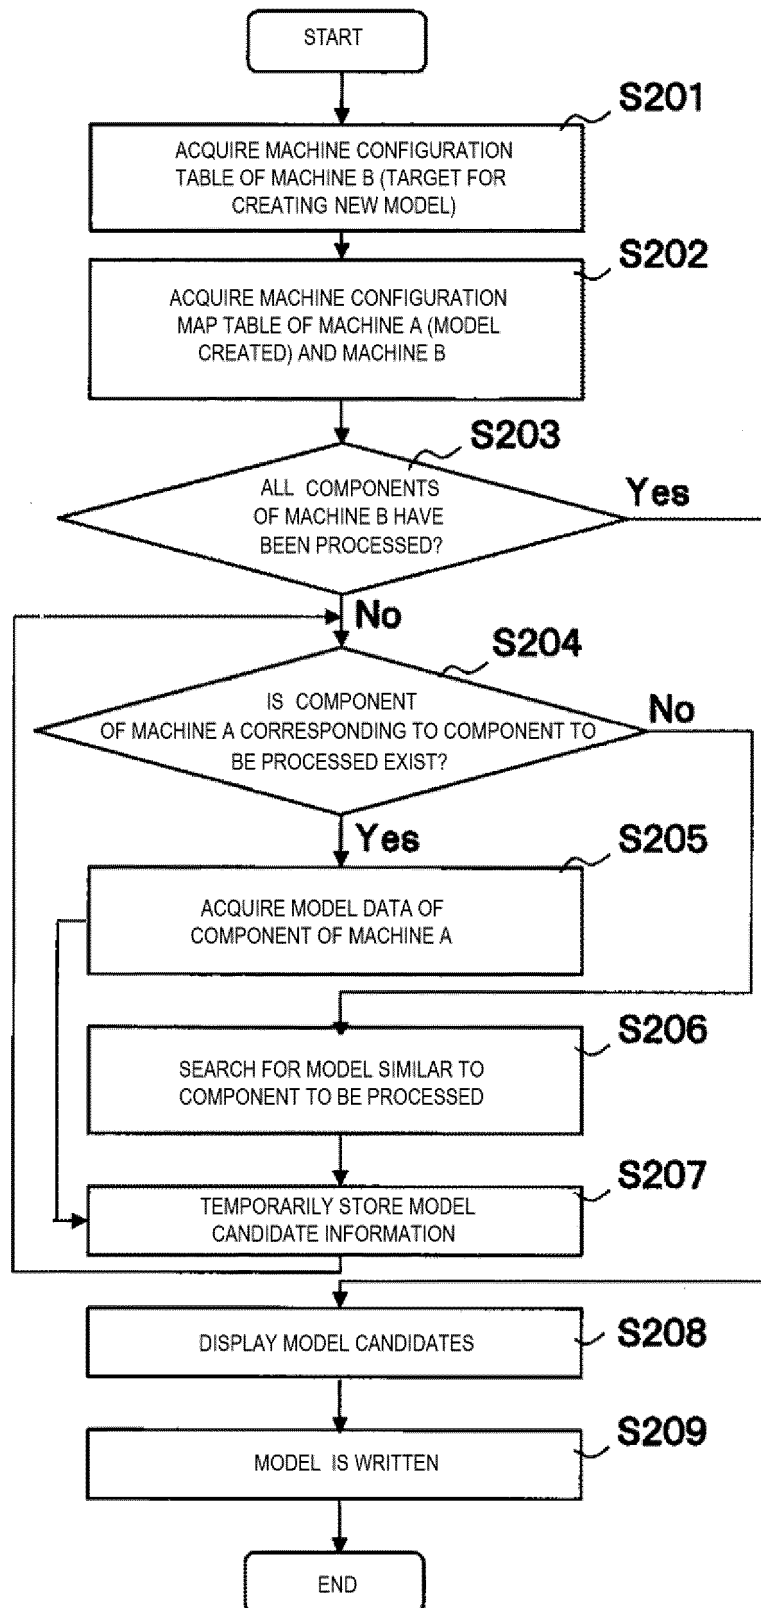 START
S201
ACQUIRE MACHINE CONFIGURATION
TABLE OF MACHINE B (TARGET FOR
CREATING NEW MODEL)
S202
ACQUIRE MACHINE CONFIGURATION
MAP TABLE OF MACHINE A (MODEL
CREATED) AND MACHINE B
S203
ALL COMPONENTS
OF MACHINE B HAVE
BEEN PROCESSED?
Yes
No
S204
IS COMPONENT
OF MACHINE A CORRESPONDING TO COMPONENT TO
BE PROCESSED EXIST?
No
Yes
S205
ACQUIRE MODEL DATA OF
COMPONENT OF MACHINE A
S206
SEARCH FOR MODEL SIMILAR TO
COMPONENT TO BE PROCESSED
S207
TEMPORARILY STORE MODEL
CANDIDATE INFORMATION
DISPLAY MODEL CANDIDATES
S208
S209
MODEL IS WRITTEN
END